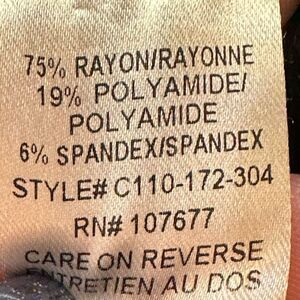 75% RAYON/RAYONNE
19% POLYAMIDE/
POLYAMIDE
6% SPANDEX/SPANDEX
STYLE# C110-172-304
RN# 107677
CARE ON REVERSE
ENTRETIEN AU DOS